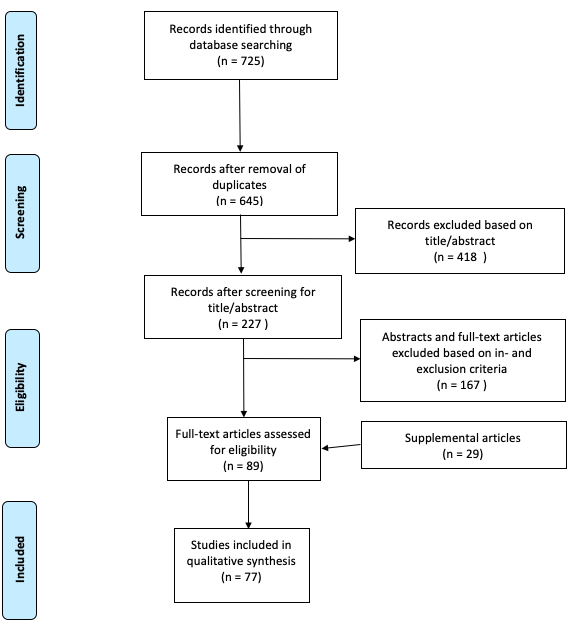 Identification
Records identified through
database searching
(n = 725)
Screening
Records after removal of
duplicates
(n = 645)
Records excluded based on
title/abstract
(n = 418  )
Records after screening for
title/abstract
(n = 227 )
Eligibility
Abstracts and full-text articles
excluded based on in- and
exclusion criteria
(n = 167 )
Full-text articles assessed
for eligibility
(n = 89)
Supplemental articles
(n = 29)
Included
Studies included in
qualitative synthesis
(n = 77)